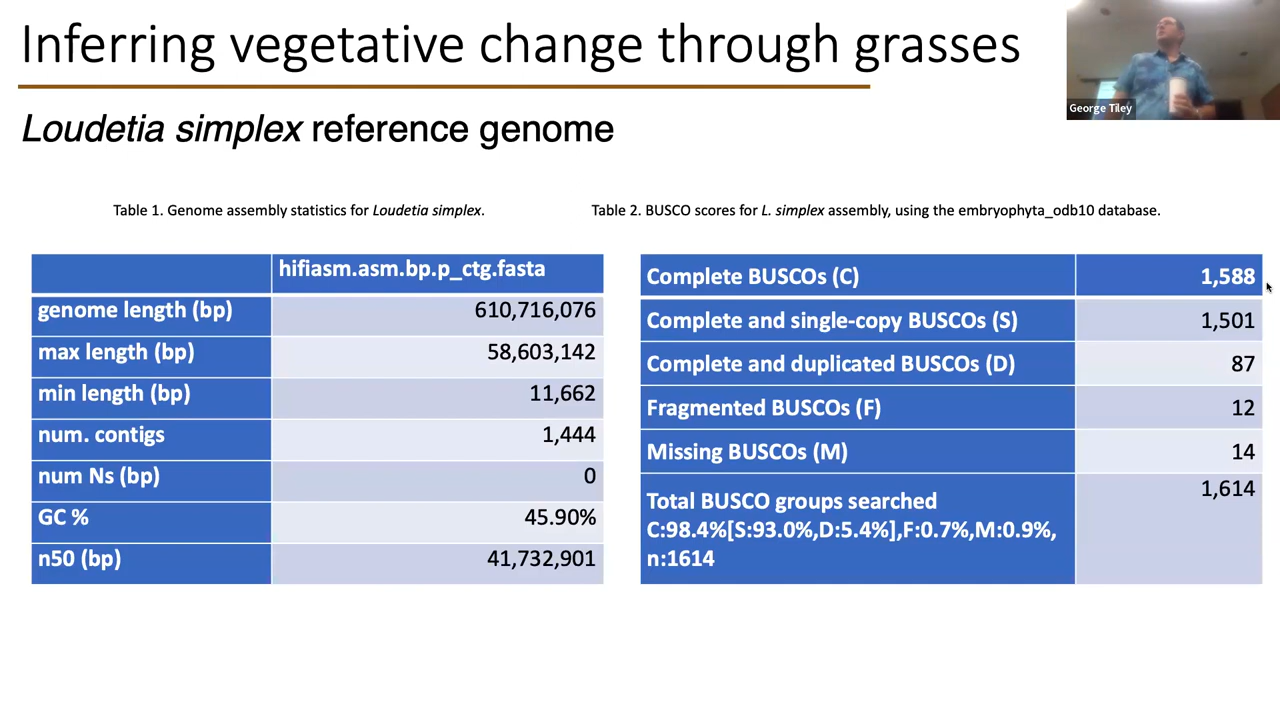 Inferring vegetative change through grasses
George Tiley
Loudetia simplex reference genome
Table 1. Genome assembly statistics for Loudetia simplex.
hifiasm.asm.bp.p_ctg.fasta
genome length (bp) 610,716,076
max length (bp) 58,603,142
min length (bp) 11,662
num. contigs 1,444
num Ns (bp) 0
GC % 45.90%
n50 (bp) 41,732,901
Table 2. BUSCO scores for L. simplex assembly, using the embryophyta_odb10 database.
Complete BUSCOs (C) 1,588
Complete and single-copy BUSCOs (S) 1,501
Complete and duplicated BUSCOs (D) 87
Fragmented BUSCOs (F) 12
Missing BUSCOs (M) 14
Total BUSCO groups searched 1,614
C:98.4%[S:93.0%,D:5.4%],F:0.7%,M:0.9%,
n:1614